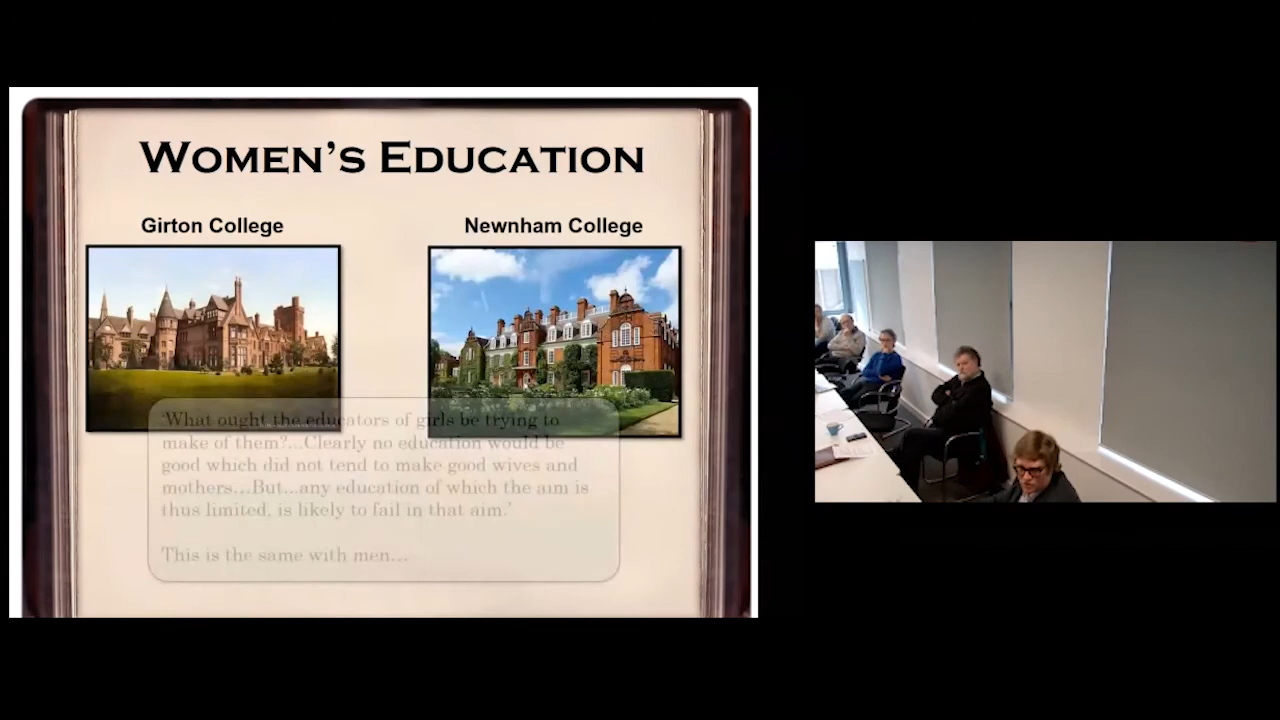 WOMEN'S EDUCATION
Girton College
Newnham College
'What ought the educators of girls be trying to
make of them?...Clearly no education would be
good which did not tend to make good wives and
mothers...But...any education of which the aim is
thus limited, is likely to fail in that aim.'
This is the same with men...